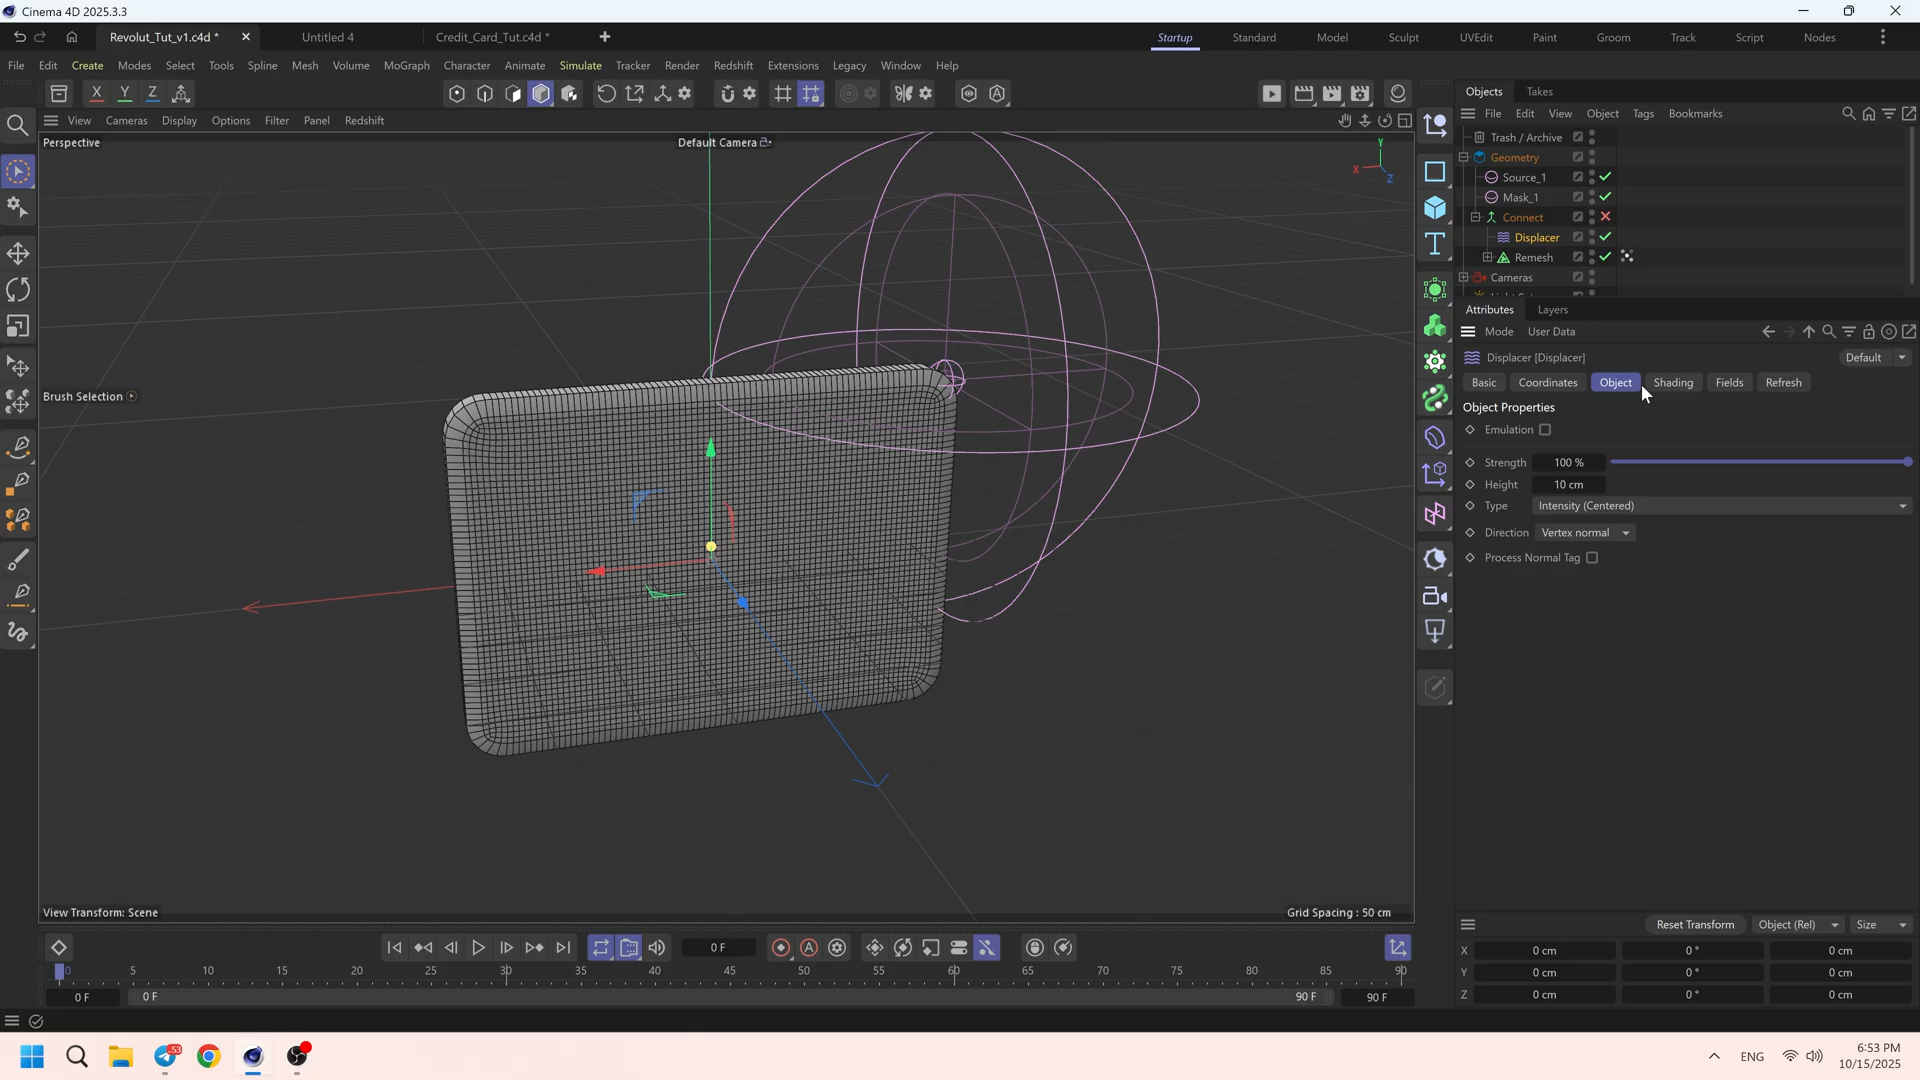 Cinema 4D 2025.3.3
Revolut_Tut_v1.c4d *
Untitled 4
Credit_Card_Tut.c4d *
Startup
Standard
Model
Sculpt
UVEdit
Paint
Groom
Track
Script
Nodes
File Edit Create Modes Select Tools Spline Mesh Volume MoGraph Character Animate Simulate Tracker Render Redshift Extensions Legacy Window Help
X Y Z
Objects Takes
View Cameras Display Options Filter Panel Redshift
File Edit View Object Tags Bookmarks
Perspective
Default Camera
Y
X
Z
Trash / Archive
Geometry
Source_1
Mask_1
Connect
Displacer
Remesh
Cameras
Attributes Layers
Mode User Data
Displacer [Displacer]
Default
Basic Coordinates Object Shading Fields Refresh
Brush Selection
Object Properties
Emulation
Strength 100 %
Height 10 cm
Type Intensity (Centered)
Direction Vertex normal
Process Normal Tag
View Transform: Scene
Grid Spacing : 50 cm
Reset Transform Object (Rel) Size
0 F
X 0 cm 0 ° 0 cm
Y 0 cm 0 ° 0 cm
Z 0 cm 0 ° 0 cm
0 5 10 15 20 25 30 35 40 45 50 55 60 65 70 75 80 85 90
0 F 0 F 90 F 90 F
53
ENG
6:53 PM
10/15/2025